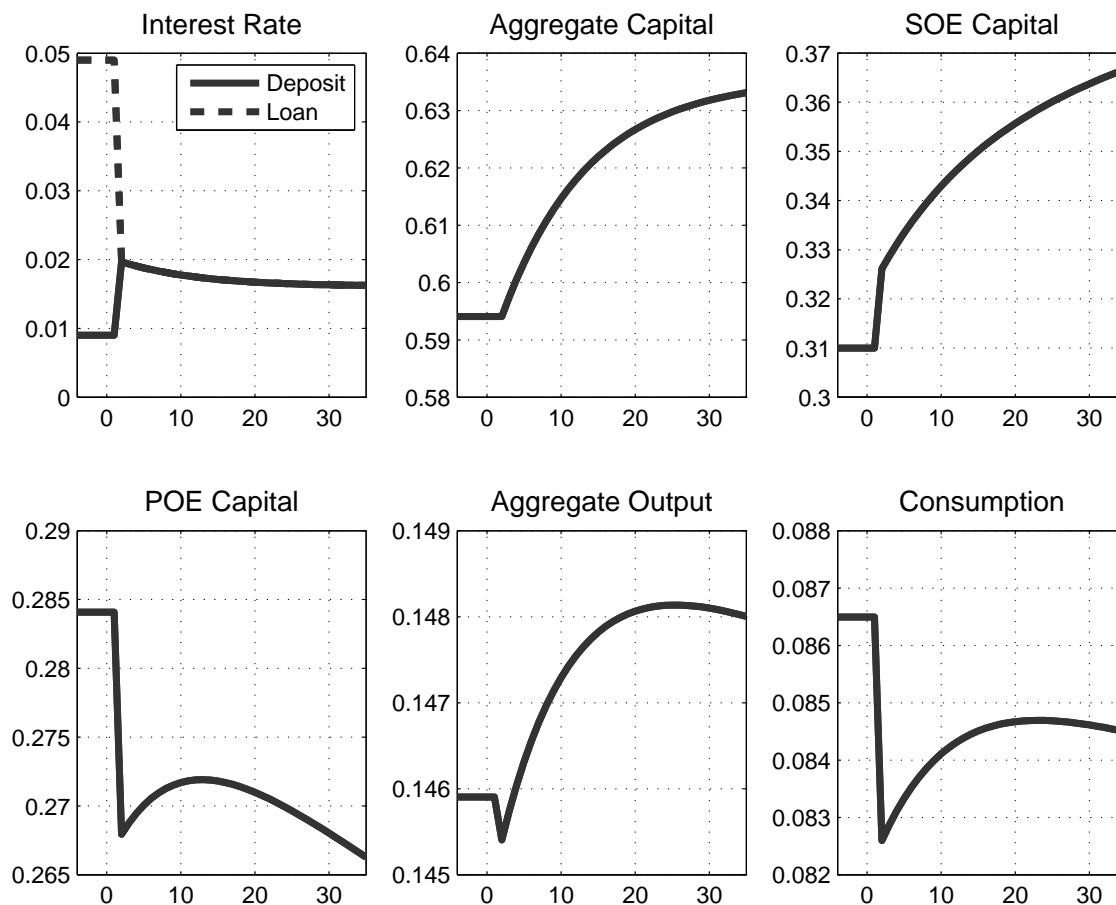 Interest Rate
0.05
0.04
0.03
0.02
0.01
0
0 10 20 30
Deposit
Loan
Aggregate Capital
0.64
0.63
0.62
0.61
0.6
0.59
0.58
0 10 20 30
SOE Capital
0.37
0.36
0.35
0.34
0.33
0.32
0.31
0.3
0 10 20 30
POE Capital
0.29
0.285
0.28
0.275
0.27
0.265
0 10 20 30
Aggregate Output
0.149
0.148
0.147
0.146
0.145
0 10 20 30
Consumption
0.088
0.087
0.086
0.085
0.084
0.083
0.082
0 10 20 30